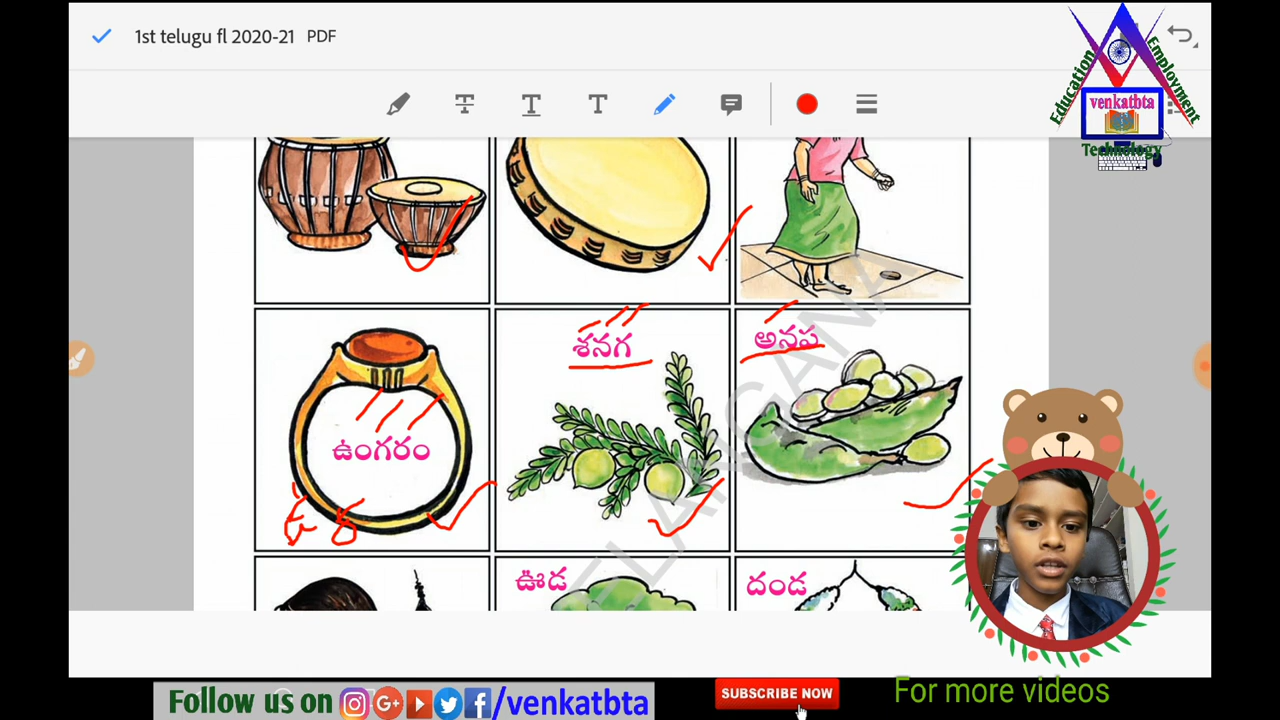 1st telugu fl 2020-21 PDF
Education
Employment
venkatbta
Technology
శనగ
అనప
ఉంగరం
TELANGANA
ఊడ
దండ
Follow us on /venkatbta
SUBSCRIBE NOW
For more videos